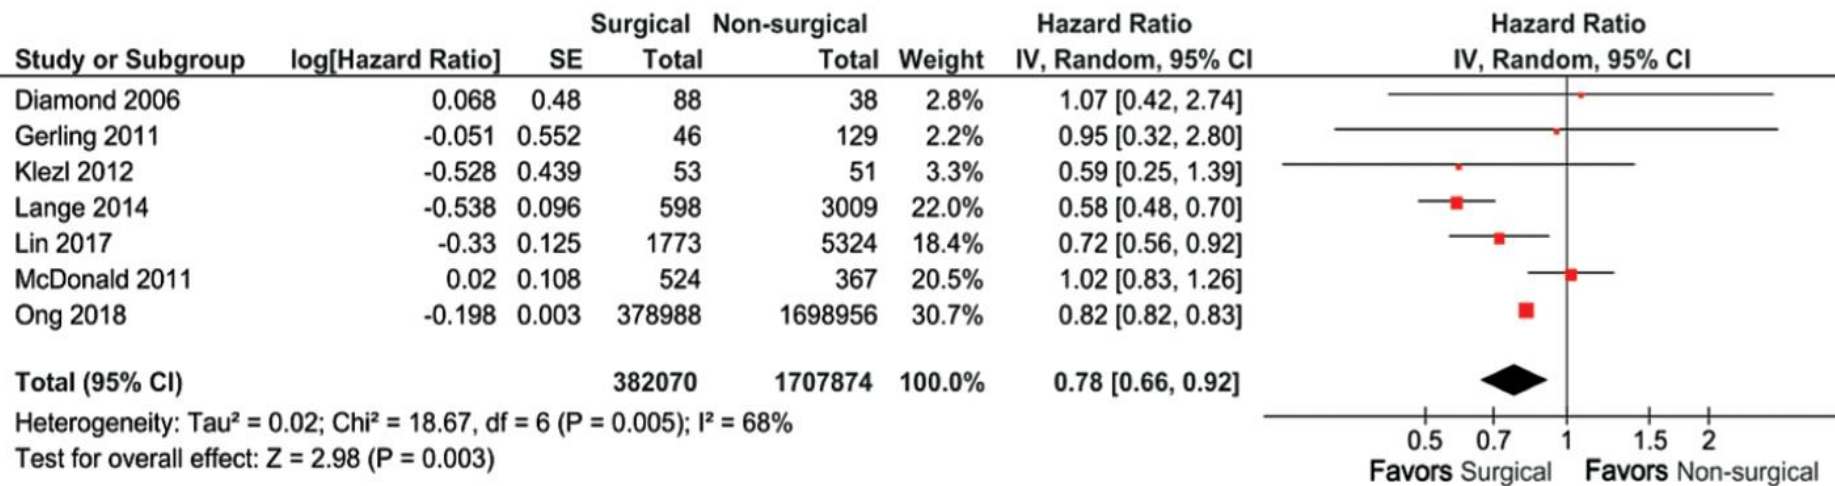 Surgical Non-surgical Hazard Ratio Hazard Ratio
Study or Subgroup log[Hazard Ratio] SE Total Total Weight IV, Random, 95% CI IV, Random, 95% CI
Diamond 2006 0.068 0.48 88 38 2.8% 1.07 [0.42, 2.74]
Gerling 2011 -0.051 0.552 46 129 2.2% 0.95 [0.32, 2.80]
Klezl 2012 -0.528 0.439 53 51 3.3% 0.59 [0.25, 1.39]
Lange 2014 -0.538 0.096 598 3009 22.0% 0.58 [0.48, 0.70]
Lin 2017 -0.33 0.125 1773 5324 18.4% 0.72 [0.56, 0.92]
McDonald 2011 0.02 0.108 524 367 20.5% 1.02 [0.83, 1.26]
Ong 2018 -0.198 0.003 378988 1698956 30.7% 0.82 [0.82, 0.83]
Total (95% CI) 382070 1707874 100.0% 0.78 [0.66, 0.92]
Heterogeneity: Tau² = 0.02; Chi² = 18.67, df = 6 (P = 0.005); I² = 68%
Test for overall effect: Z = 2.98 (P = 0.003)
0.5 0.7 1 1.5 2
Favors Surgical Favors Non-surgical